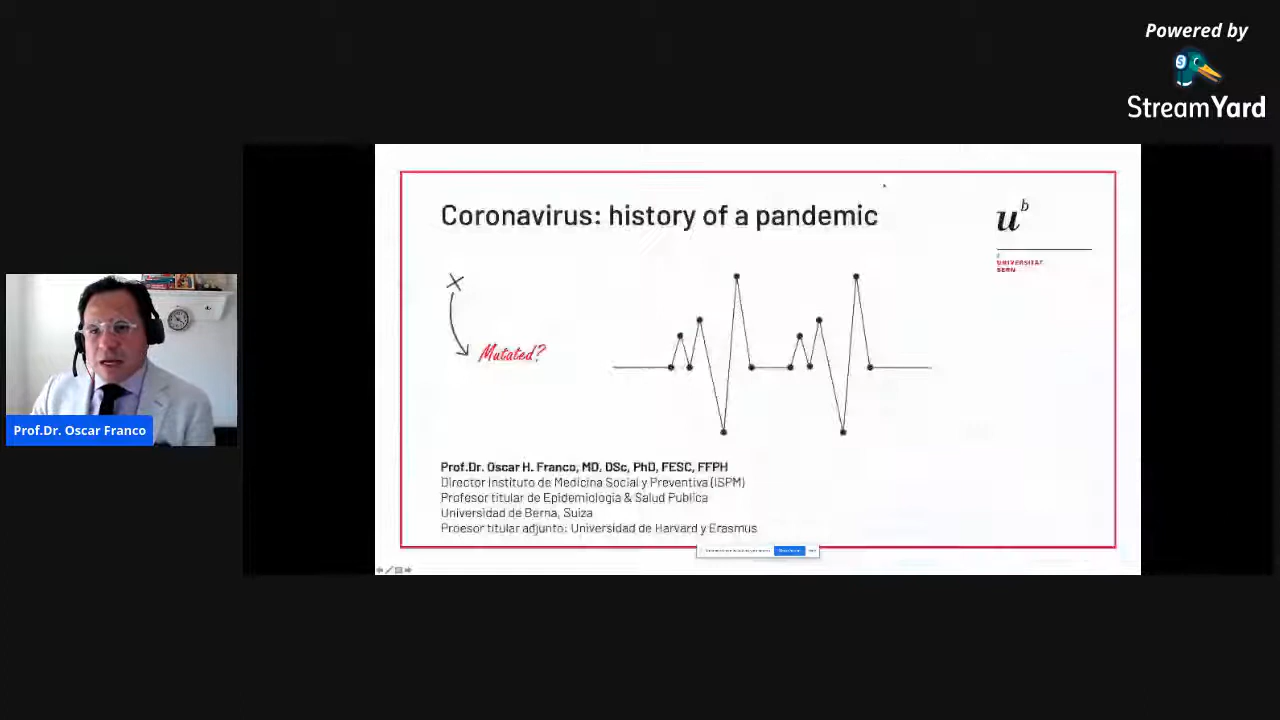 Powered by
StreamYard
Coronavirus: history of a pandemic
u b
UNIVERSITÄT
BERN
Mutated?
Prof.Dr. Oscar Franco
Prof.Dr. Oscar H. Franco, MD, DSc, PhD, FESC, FFPH
Director Instituto de Medicina Social y Preventiva (ISPM)
Profesor titular de Epidemiologia & Salud Publica
Universidad de Berna, Suiza
Proesor titular adjunto: Universidad de Harvard y Erasmus